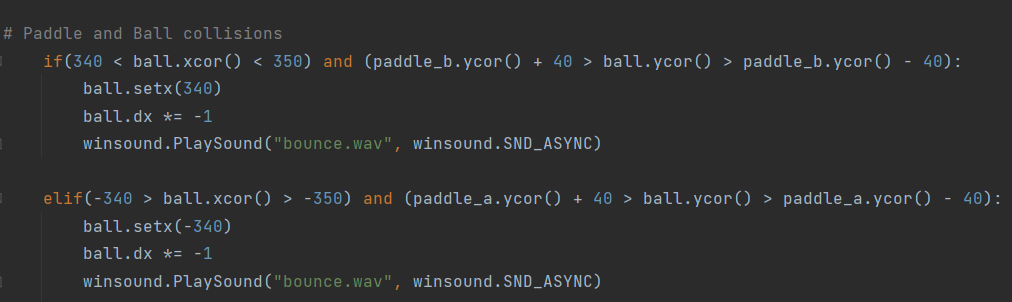 # Paddle and Ball collisions
if(340 < ball.xcor() < 350) and (paddle_b.ycor() + 40 > ball.ycor() > paddle_b.ycor() - 40):
ball.setx(340)
ball.dx *= -1
winsound.PlaySound("bounce.wav", winsound.SND_ASYNC)
elif(-340 > ball.xcor() > -350) and (paddle_a.ycor() + 40 > ball.ycor() > paddle_a.ycor() - 40):
ball.setx(-340)
ball.dx *= -1
winsound.PlaySound("bounce.wav", winsound.SND_ASYNC)